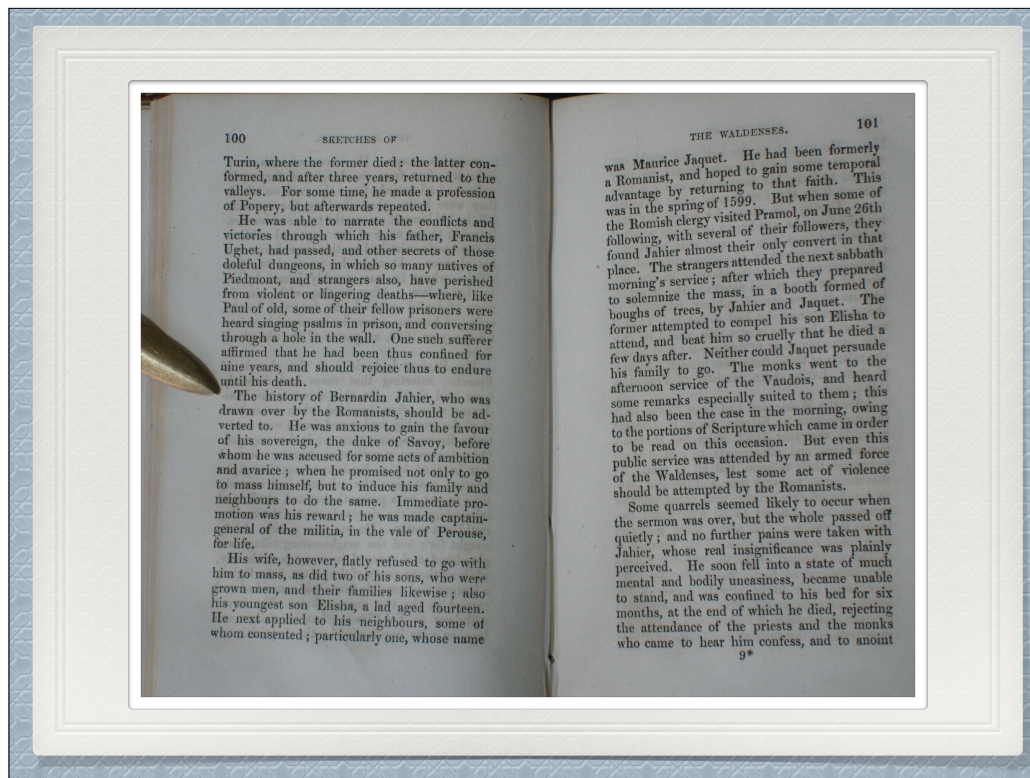 100
SKETCHES OF
Turin, where the former died: the latter con-
formed, and after three years, returned to the
valleys. For some time, he made a profession
of Popery, but afterwards repented.
He was able to narrate the conflicts and
victories through which his father, Francis
Ughet, had passed, and other secrets of those
doleful dungeons, in which so many natives of
Piedmont, and strangers also, have perished
from violent or lingering deaths—where, like
Paul of old, some of their fellow prisoners were
heard singing psalms in prison, and conversing
through a hole in the wall. One such sufferer
affirmed that he had been thus confined for
nine years, and should rejoice thus to endure
until his death.
The history of Bernardin Jahier, who was
drawn over by the Romanists, should be ad-
verted to. He was anxious to gain the favour
of his sovereign, the duke of Savoy, before
whom he was accused for some acts of ambition
and avarice; when he promised not only to go
to mass himself, but to induce his family and
neighbours to do the same. Immediate pro-
motion was his reward; he was made captain-
general of the militia, in the vale of Perouse,
for life.
His wife, however, flatly refused to go with
him to mass, as did two of his sons, who were
grown men, and their families likewise; also
his youngest son Elisha, a lad aged fourteen.
He next applied to his neighbours, some of
whom consented; particularly one, whose name
THE WALDENSES.
101
was Maurice Jaquet. He had been formerly
a Romanist, and hoped to gain some temporal
advantage by returning to that faith. This
was in the spring of 1599. But when some of
the Romish clergy visited Pramol, on June 26th
following, with several of their followers, they
found Jahier almost their only convert in that
place. The strangers attended the next sabbath
morning's service; after which they prepared
to solemnize the mass, in a booth formed of
boughs of trees, by Jahier and Jaquet. The
former attempted to compel his son Elisha to
attend, and beat him so cruelly that he died a
few days after. Neither could Jaquet persuade
his family to go. The monks went to the
afternoon service of the Vaudois, and heard
some remarks especially suited to them; this
had also been the case in the morning, owing
to the portions of Scripture which came in order
to be read on this occasion. But even this
public service was attended by an armed force
of the Waldenses, lest some act of violence
should be attempted by the Romanists.
Some quarrels seemed likely to occur when
the sermon was over, but the whole passed off
quietly; and no further pains were taken with
Jahier, whose real insignificance was plainly
perceived. He soon fell into a state of much
mental and bodily uneasiness, became unable
to stand, and was confined to his bed for six
months, at the end of which he died, rejecting
the attendance of the priests and the monks
who came to hear him confess, and to anoint
9*